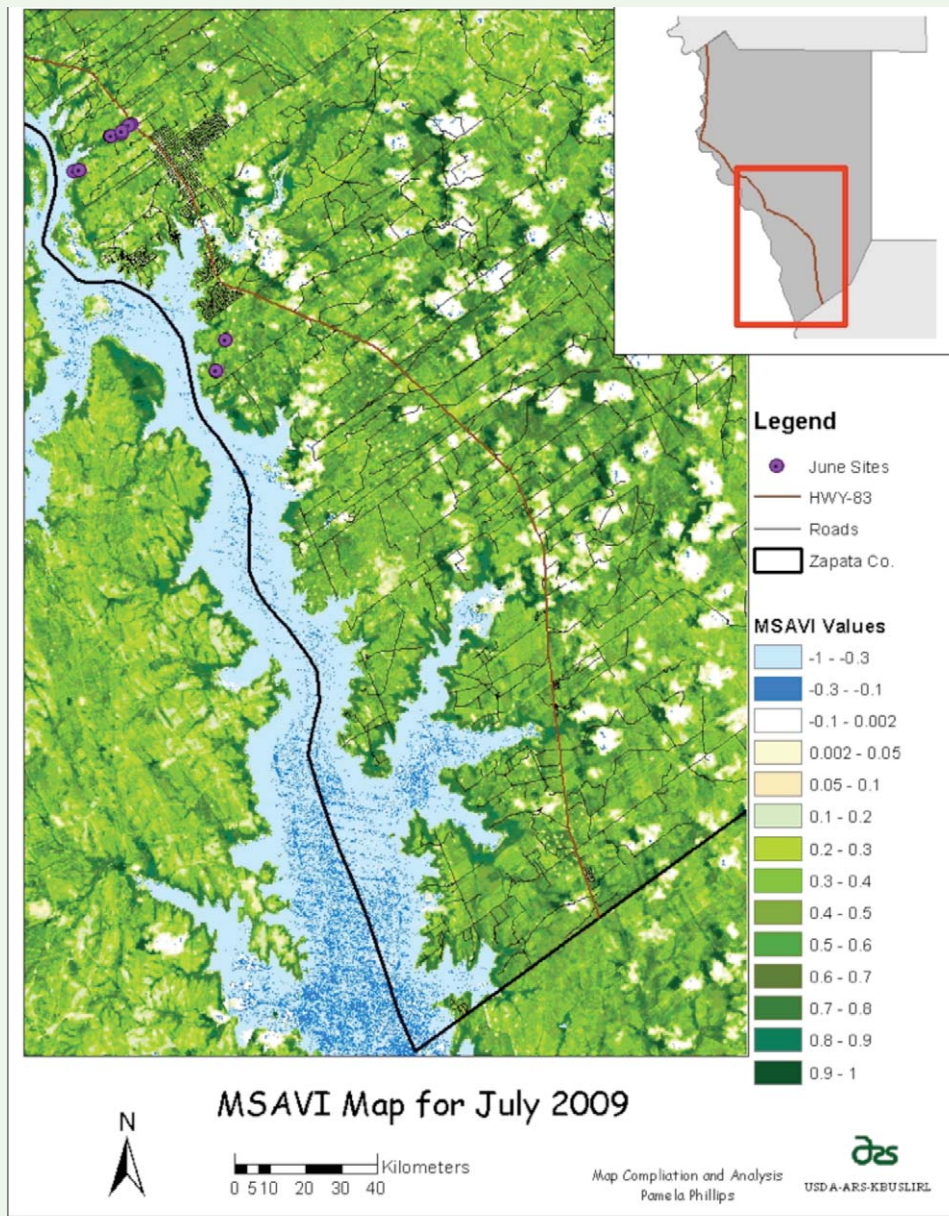 Legend
June Sites
HWY-83
Roads
Zapata Co.
MSAVI Values
-1 - -0.3
-0.3 - -0.1
-0.1 - 0.002
0.002 - 0.05
0.05 - 0.1
0.1 - 0.2
0.2 - 0.3
0.3 - 0.4
0.4 - 0.5
0.5 - 0.6
0.6 - 0.7
0.7 - 0.8
0.8 - 0.9
0.9 - 1
MSAVI Map for July 2009
N
Kilometers
0 5 10 20 30 40
Map Compliation and Analysis
Pamela Phillips
ars
USDA-ARS-KBUSLIRL